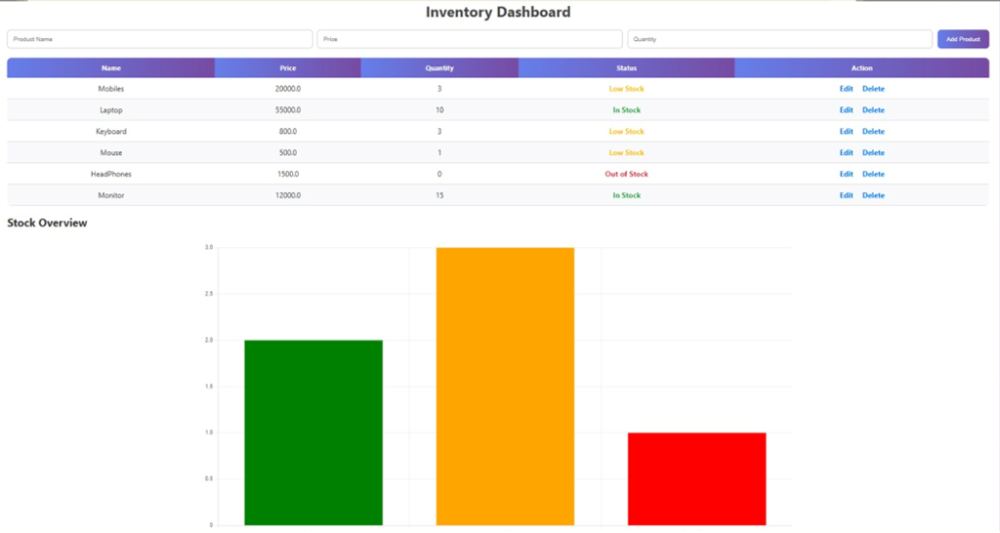 Inventory Dashboard
Product Name Price Quantity Add Product
Name Price Quantity Status Action
Mobiles 20000.0 3 Low Stock Edit Delete
Laptop 55000.0 10 In Stock Edit Delete
Keyboard 800.0 3 Low Stock Edit Delete
Mouse 500.0 1 Low Stock Edit Delete
HeadPhones 1500.0 0 Out of Stock Edit Delete
Monitor 12000.0 15 In Stock Edit Delete
Stock Overview
3.0
2.5
2.0
1.5
1.0
0.5
0